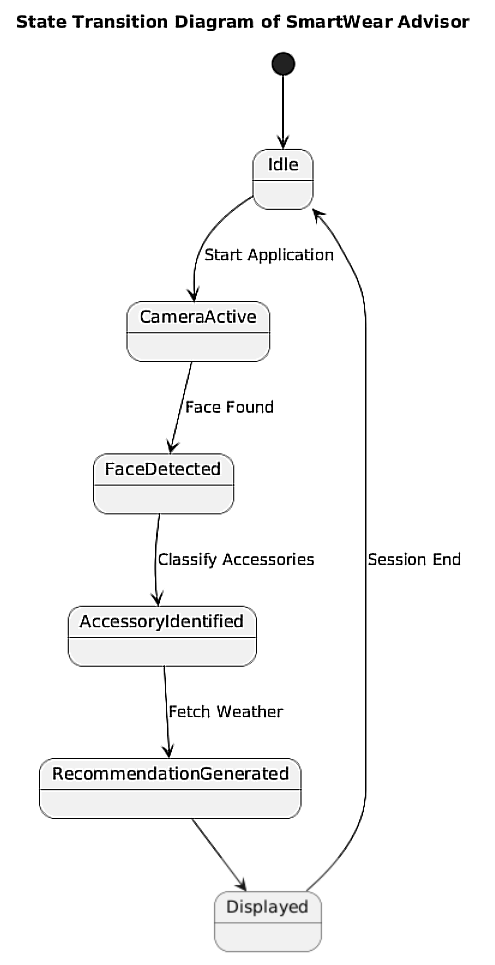 State Transition Diagram of SmartWear Advisor
Idle
Start Application
CameraActive
Face Found
FaceDetected
Classify Accessories
Session End
AccessoryIdentified
Fetch Weather
RecommendationGenerated
Displayed